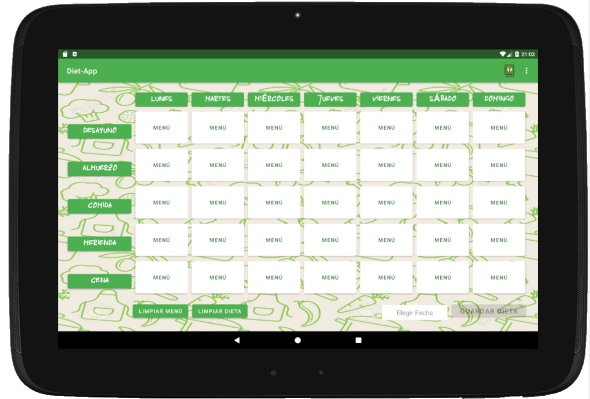 21:03
Diet-App
LUNES MARTES MIÉRCOLES JUEVES VIERNES SÁBADO DOMINGO
DESAYUNO MENÚ MENÚ MENÚ MENÚ MENÚ MENÚ MENÚ
ALMUERZO MENÚ MENÚ MENÚ MENÚ MENÚ MENÚ MENÚ
COMIDA MENÚ MENÚ MENÚ MENÚ MENÚ MENÚ MENÚ
MERIENDA MENÚ MENÚ MENÚ MENÚ MENÚ MENÚ MENÚ
CENA MENÚ MENÚ MENÚ MENÚ MENÚ MENÚ MENÚ
LIMPIAR MENÚ LIMPIAR DIETA Elegir Fecha GUARDAR DIETA